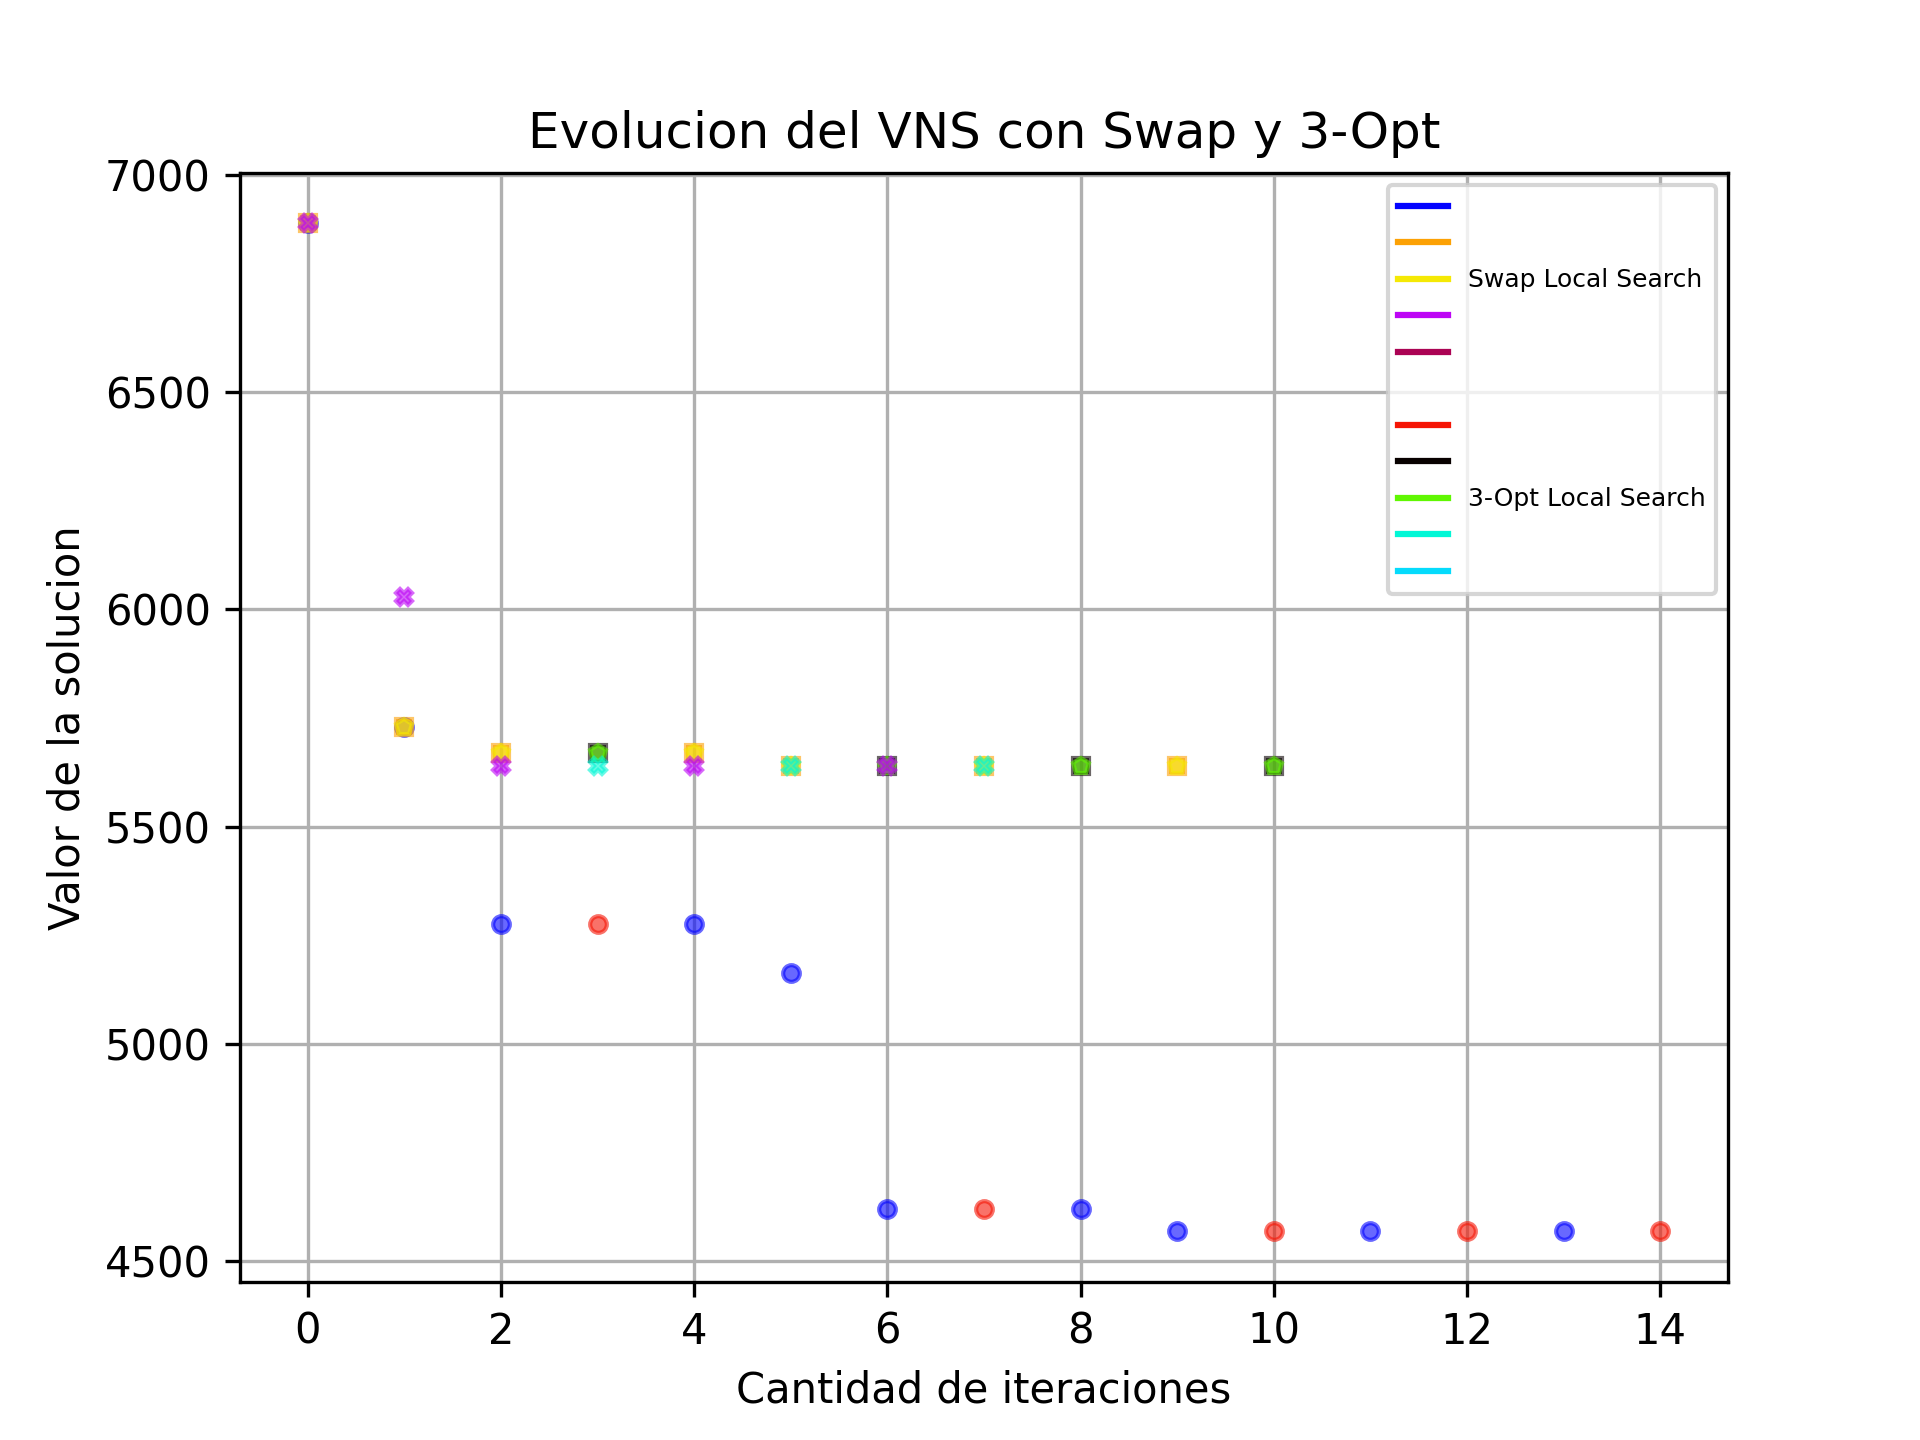 Evolucion del VNS con Swap y 3-Opt
7000
6500
6000
5500
5000
4500
Valor de la solucion
Swap Local Search
3-Opt Local Search
0 2 4 6 8 10 12 14
Cantidad de iteraciones